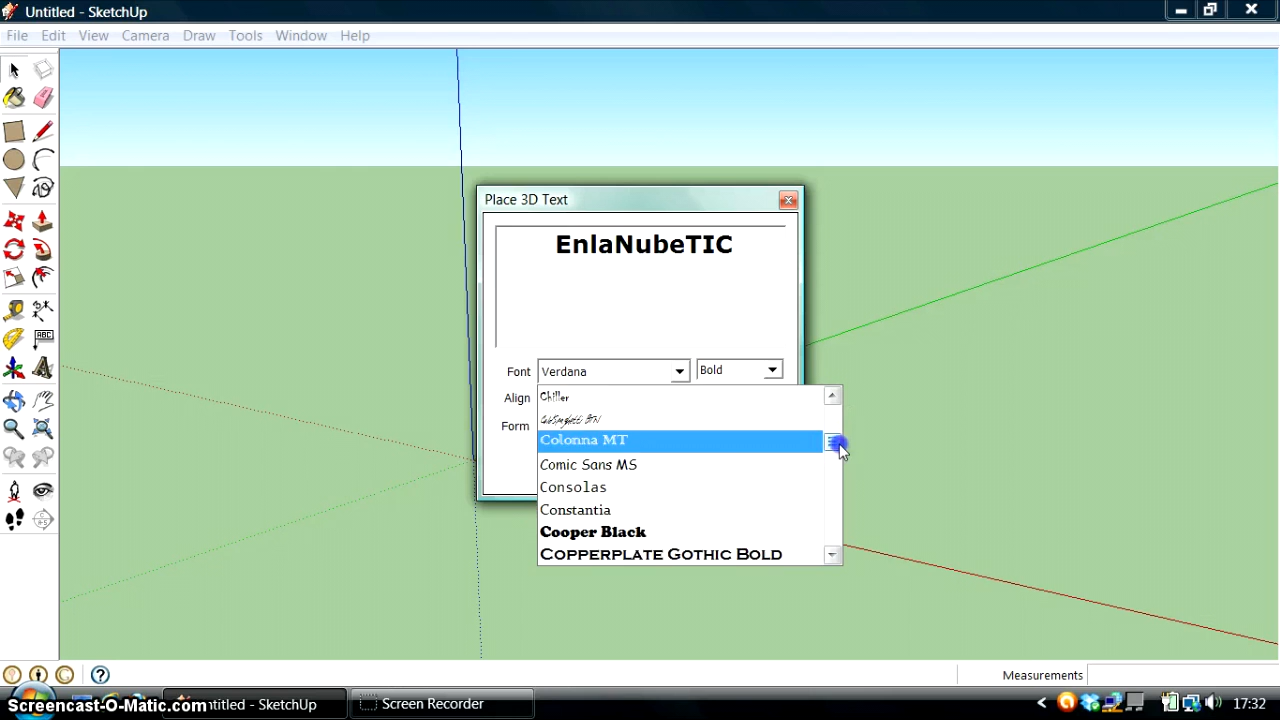 Untitled - SketchUp
File Edit View Camera Draw Tools Window Help
Place 3D Text
EnlaNubeTIC
Font Verdana Bold
Align
Form
Chiller
Colonna MT
Comic Sans MS
Consolas
Constantia
Cooper Black
Copperplate Gothic Bold
ABC
Measurements
Screencast-O-Matic.com
ntitled - SketchUp
Screen Recorder
17:32